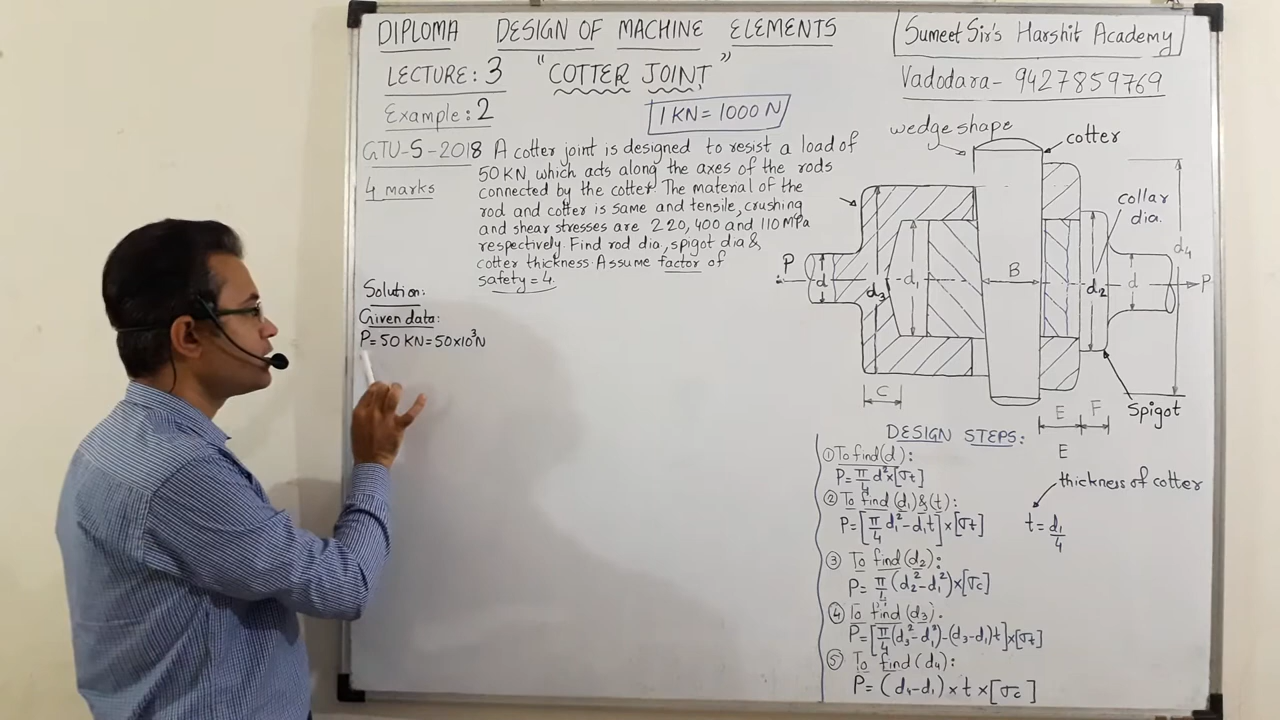 DIPLOMA DESIGN OF MACHINE ELEMENTS
LECTURE: 3 "COTTER JOINT"
Example: 2
1 KN = 1000 N
Sumeet Sir's Harshit Academy
Vadodara- 9427859769
GTU-S-2018 A cotter joint is designed to resist a load of
4 marks
50 KN which acts along the axes of the rods
connected by the cotter. The material of the
rod and cotter is same and tensile, crushing
and shear stresses are 220, 400 and 110 MPa
respectively. Find rod dia, spigot dia &
cotter thickness. Assume factor of
safety = 4.
Solution:
Given data:
P = 50 KN = 50×10³N
wedge shape
cotter
collar
dia.
P
d
d3
d1
B
d2
d
d4
P
C
E
F
E
Spigot
DESIGN STEPS:
① To find (d):
P = π/4 d² × [σt]
② To find (d1) & (t):
P = [π/4 d1² - d1t] × [σt]
thickness of cotter
t = d1/4
③ To find (d2):
P = π/4 (d2² - d1²) × [σc]
④ To find (d3):
P = [π/4 (d3² - d1²) - (d3 - d1) t] × [σt]
⑤ To find (d4):
P = (d4 - d1) × t × [σc]